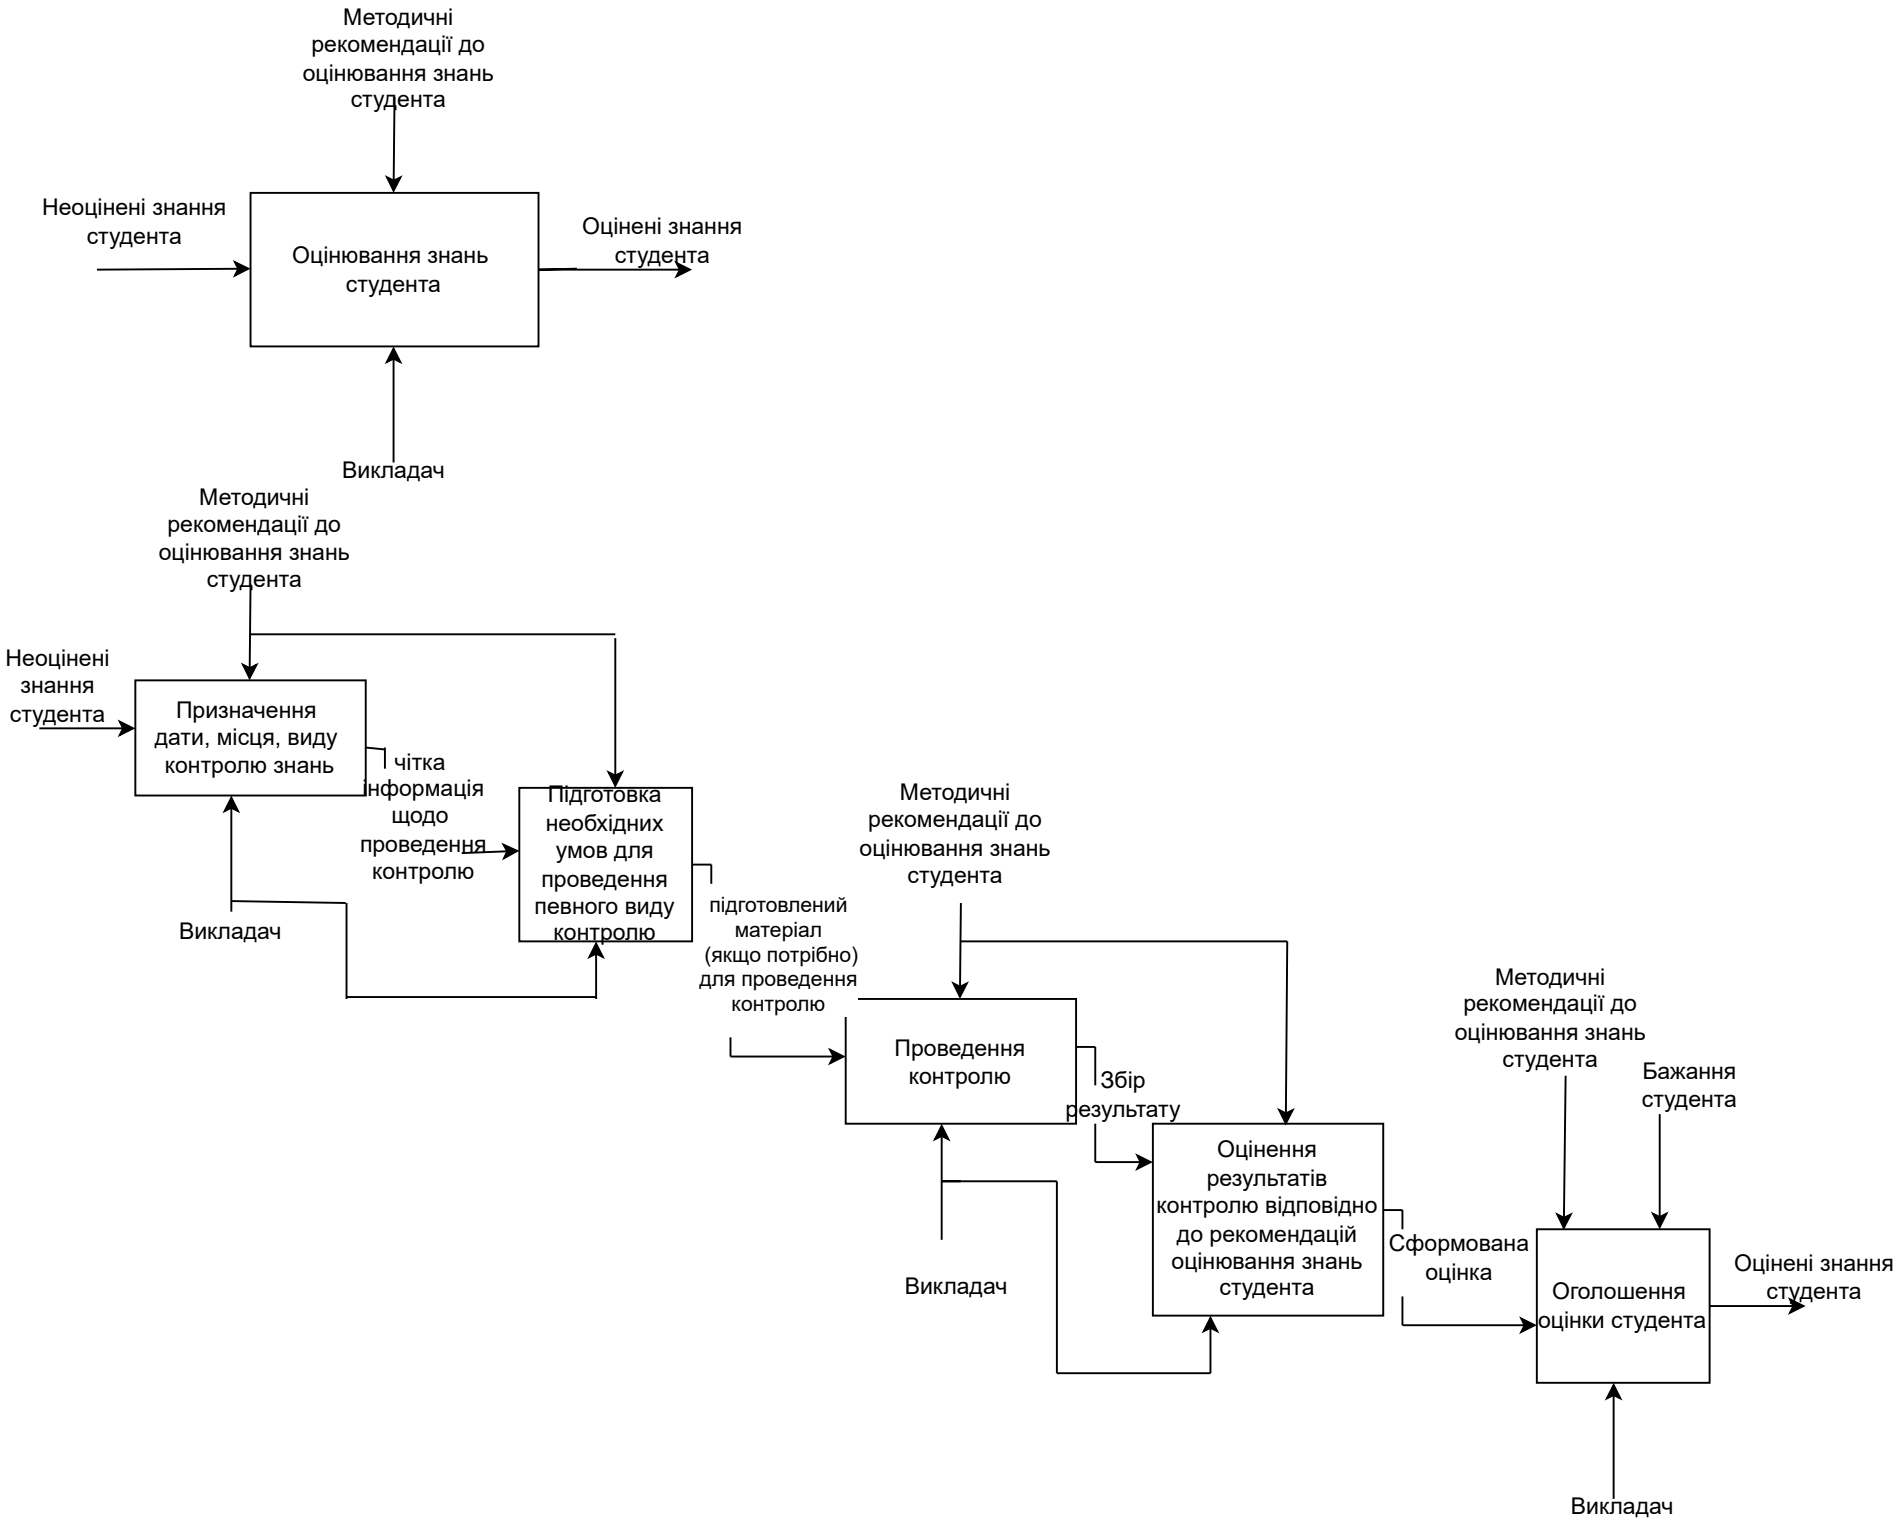 Методичні
рекомендації до
оцінювання знань
студента
Неоцінені знання
студента
Оцінювання знань
студента
Оцінені знання
студента
Викладач
Методичні
рекомендації до
оцінювання знань
студента
Неоцінені
знання
студента
Призначення
дати, місця, виду
контролю знань
чітка
інформація
щодо
проведення
контролю
Викладач
Підготовка
необхідних
умов для
проведення
певного виду
контролю
підготовлений
матеріал
(якщо потрібно)
для проведення
контролю
Методичні
рекомендації до
оцінювання знань
студента
Проведення
контролю
Збір
результату
Викладач
Оцінення
результатів
контролю відповідно
до рекомендацій
оцінювання знань
студента
Сформована
оцінка
Методичні
рекомендації до
оцінювання знань
студента
Бажання
студента
Оголошення
оцінки студента
Оцінені знання
студента
Викладач